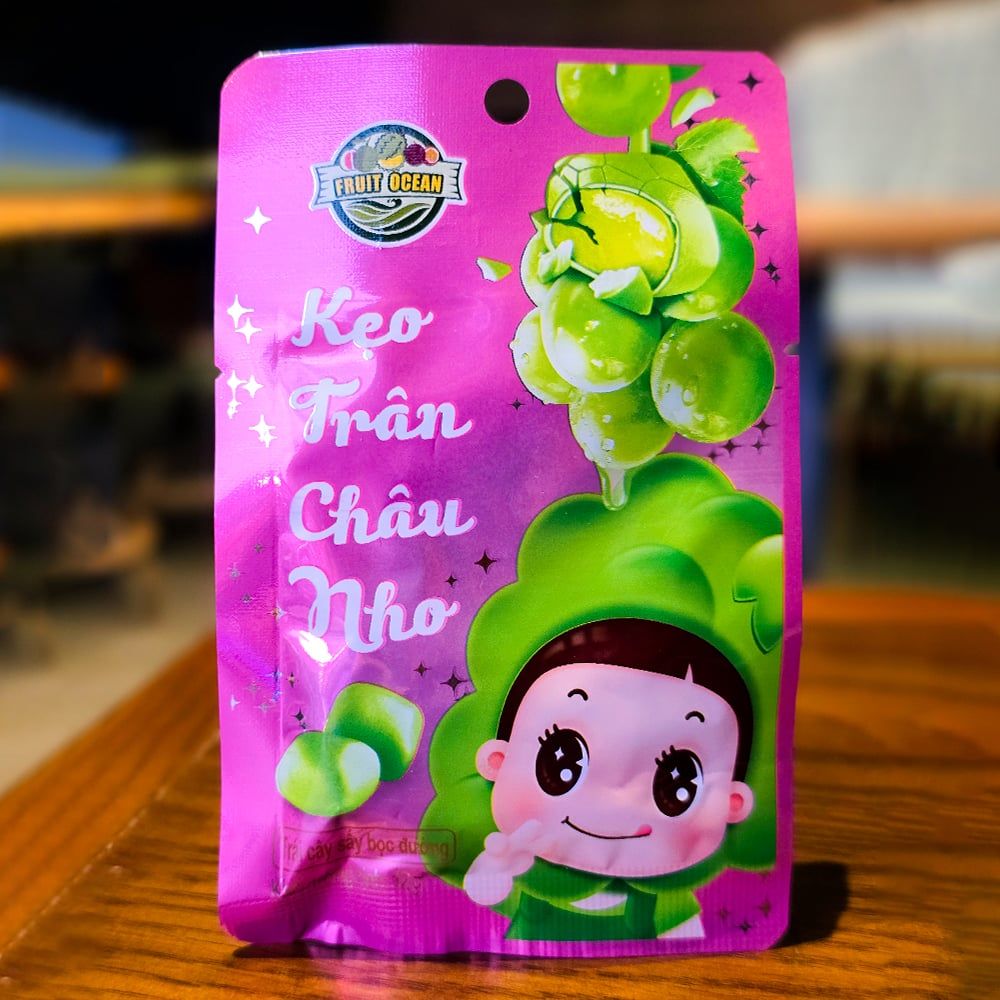 FRUIT OCEAN
Kẹo
Trân
Châu
Nho
Trái cây sấy bọc đường